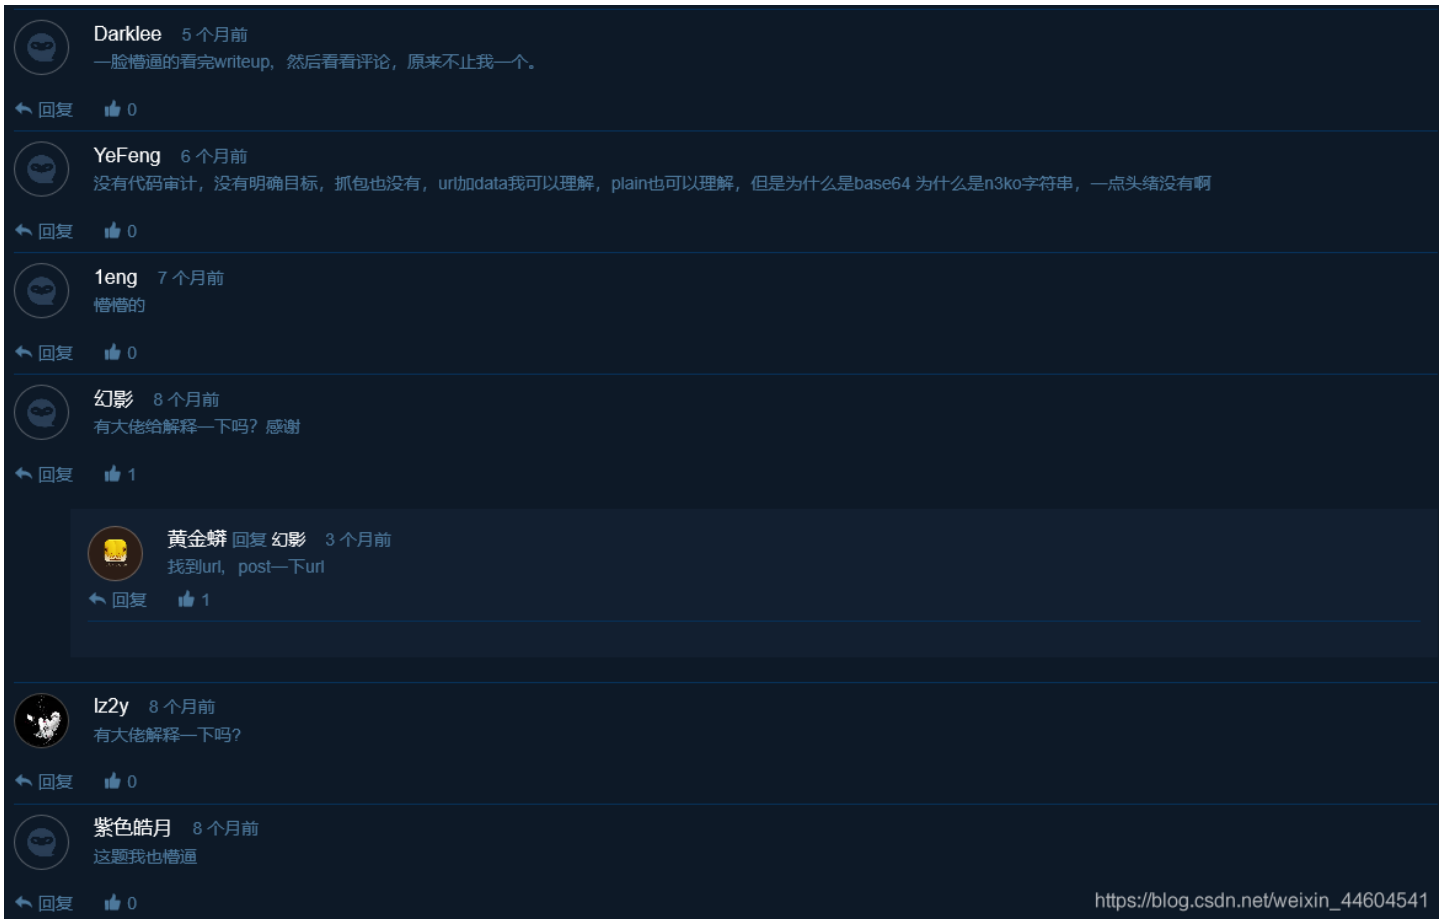 Darklee 5 个月前
一脸懵逼的看完writeup，然后看看评论，原来不止我一个。
回复 0
YeFeng 6 个月前
没有代码审计，没有明确目标，抓包也没有，url加data我可以理解，plain也可以理解，但是为什么是base64 为什么是n3ko字符串，一点头绪没有啊
回复 0
1eng 7 个月前
懵懵的
回复 0
幻影 8 个月前
有大佬给解释一下吗？感谢
回复 1
黄金蟒 回复 幻影 3 个月前
找到url，post一下url
回复 1
lz2y 8 个月前
有大佬解释一下吗?
回复 0
紫色皓月 8 个月前
这题我也懵逼
回复 0
https://blog.csdn.net/weixin_44604541